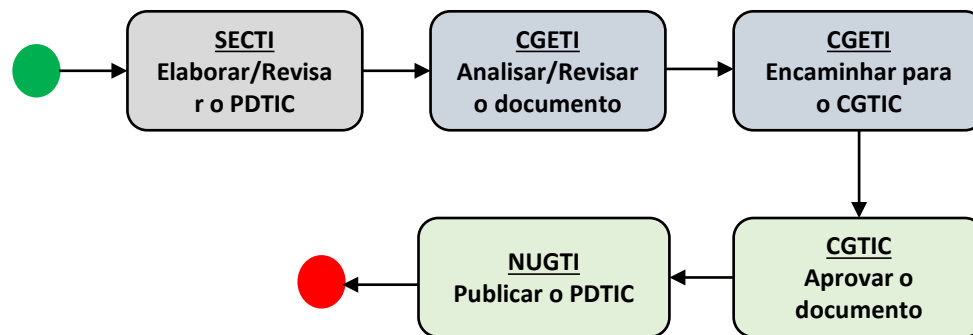 SECTI
Elaborar/Revisa
r o PDTIC
CGETI
Analisar/Revisar
o documento
CGETI
Encaminhar para
o CGTIC
CGTIC
Aprovar o
documento
NUGTI
Publicar o PDTIC